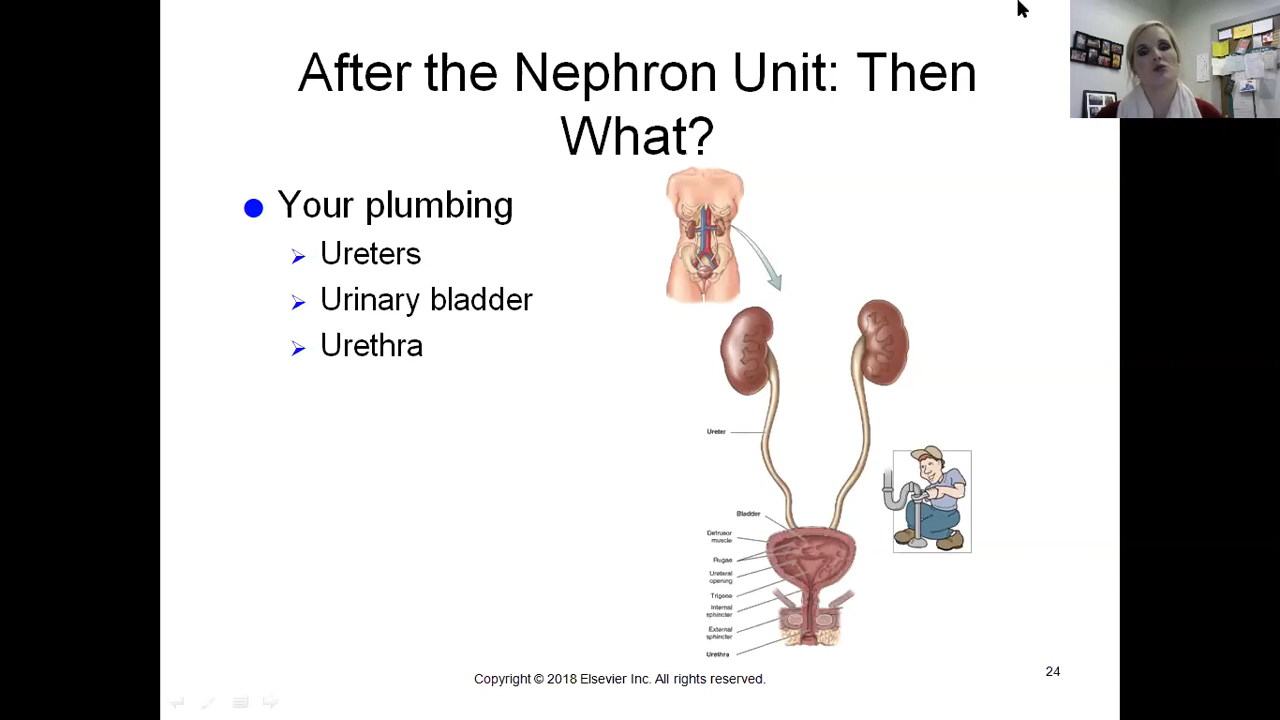 After the Nephron Unit: Then
What?
Your plumbing
Ureters
Urinary bladder
Urethra
Ureter
Bladder
Detrusor
muscle
Rugae
Ureteral
opening
Trigone
Internal
sphincter
External
sphincter
Urethra
Copyright © 2018 Elsevier Inc. All rights reserved.
24